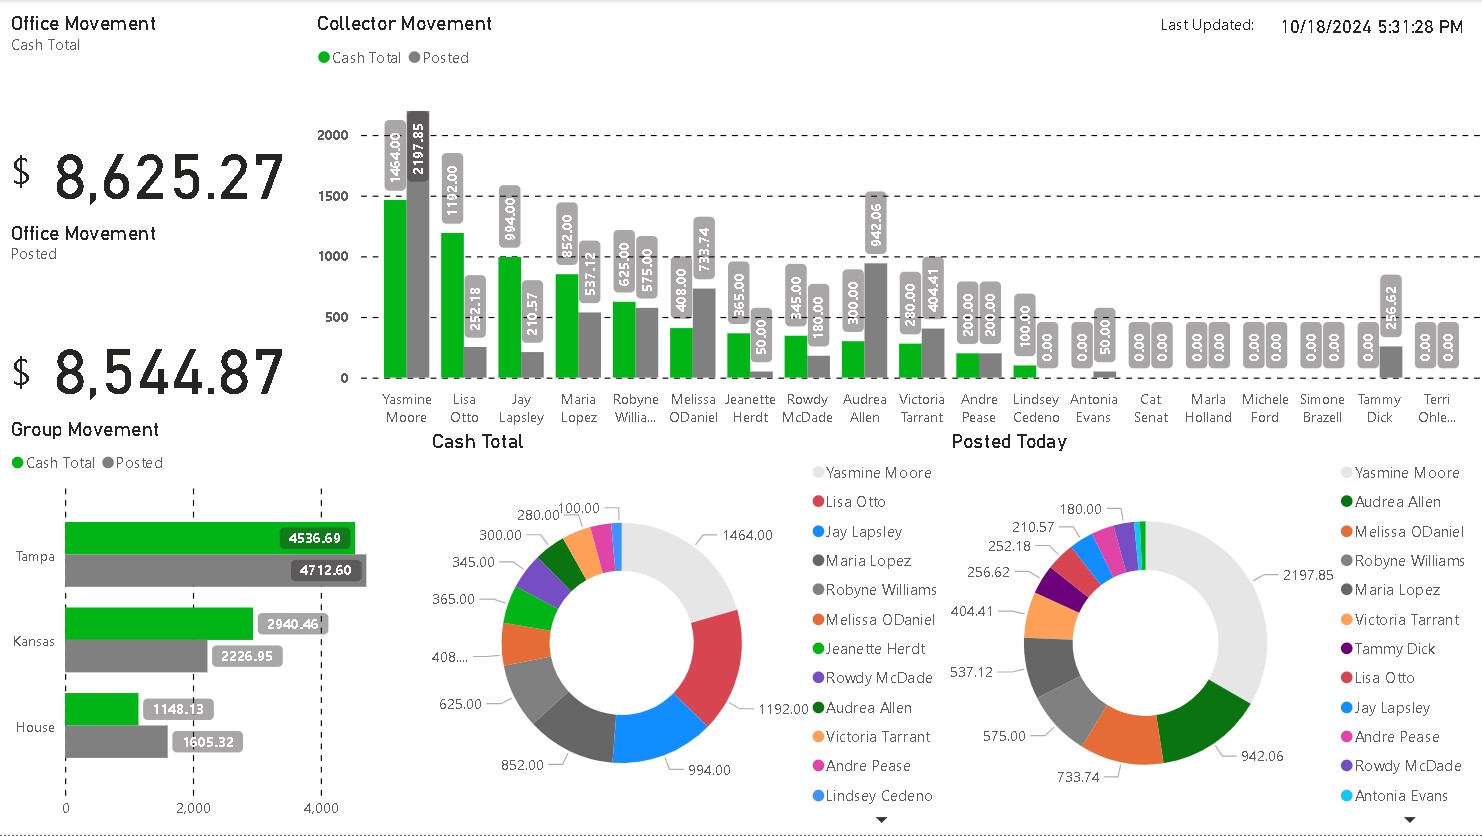 Office Movement
Cash Total
$ 8,625.27
Office Movement
Posted
$ 8,544.87
Collector Movement
Cash Total Posted
Last Updated: 10/18/2024 5:31:28 PM
2000
1500
1000
500
0
1464.00 2197.85 1192.00 252.18 994.00 210.57 852.00 537.12 625.00 575.00 408.00 733.74 365.00 50.00 345.00 180.00 300.00 942.06 280.00 404.41 200.00 200.00 100.00 0.00 0.00 50.00 0.00 0.00 0.00 0.00 0.00 0.00 0.00 0.00 0.00 256.62 0.00 0.00
Yasmine Lisa Jay Maria Robyne Melissa Jeanette Rowdy Audrea Victoria Andre Lindsey Antonia Cat Marla Michele Simone Tammy Terri
Moore Otto Lapsley Lopez Willia... ODaniel Herdt McDade Allen Tarrant Pease Cedeno Evans Senat Holland Ford Brazell Dick Ohle...
Group Movement
Cash Total Posted
Tampa
4536.69
4712.60
Kansas
2940.46
2226.95
House
1148.13
1605.32
0 2,000 4,000
Cash Total
100.00
280.00
300.00
345.00
365.00
408....
625.00
852.00
994.00
1192.00
1464.00
Yasmine Moore
Lisa Otto
Jay Lapsley
Maria Lopez
Robyne Williams
Melissa ODaniel
Jeanette Herdt
Rowdy McDade
Audrea Allen
Victoria Tarrant
Andre Pease
Lindsey Cedeno
Posted Today
180.00
210.57
252.18
256.62
404.41
537.12
575.00
733.74
942.06
2197.85
Yasmine Moore
Audrea Allen
Melissa ODaniel
Robyne Williams
Maria Lopez
Victoria Tarrant
Tammy Dick
Lisa Otto
Jay Lapsley
Andre Pease
Rowdy McDade
Antonia Evans